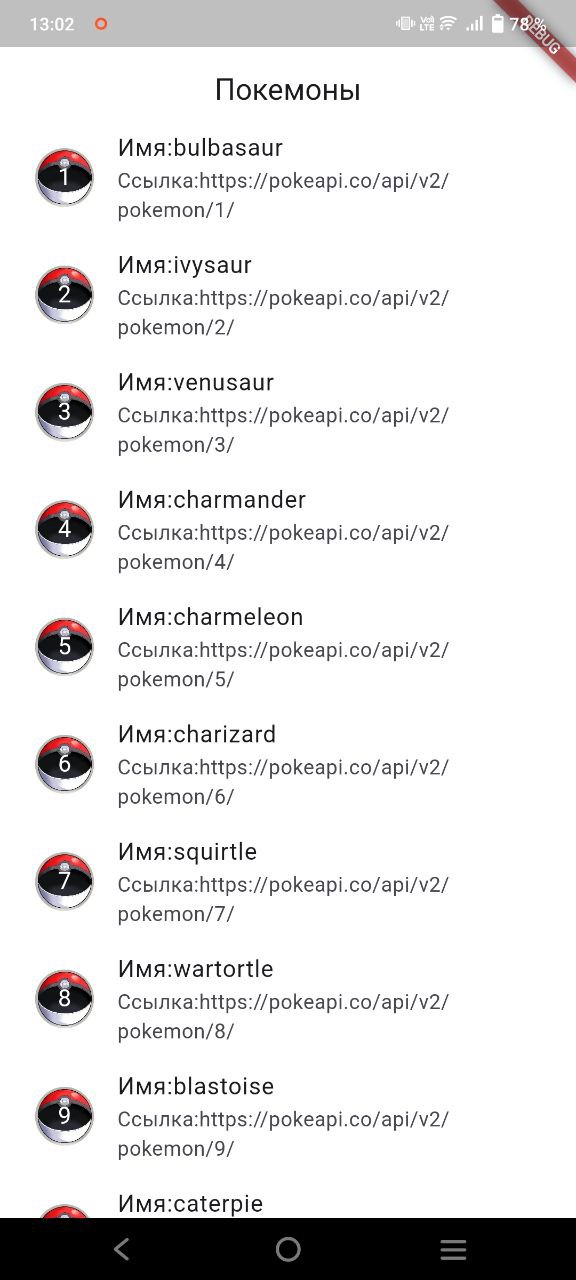 13:02 Vo) LTE 78%
DEBUG
Покемоны
1
Имя:bulbasaur
Ссылка:https://pokeapi.co/api/v2/
pokemon/1/
2
Имя:ivysaur
Ссылка:https://pokeapi.co/api/v2/
pokemon/2/
3
Имя:venusaur
Ссылка:https://pokeapi.co/api/v2/
pokemon/3/
4
Имя:charmander
Ссылка:https://pokeapi.co/api/v2/
pokemon/4/
5
Имя:charmeleon
Ссылка:https://pokeapi.co/api/v2/
pokemon/5/
6
Имя:charizard
Ссылка:https://pokeapi.co/api/v2/
pokemon/6/
7
Имя:squirtle
Ссылка:https://pokeapi.co/api/v2/
pokemon/7/
8
Имя:wartortle
Ссылка:https://pokeapi.co/api/v2/
pokemon/8/
9
Имя:blastoise
Ссылка:https://pokeapi.co/api/v2/
pokemon/9/
Имя:caterpie